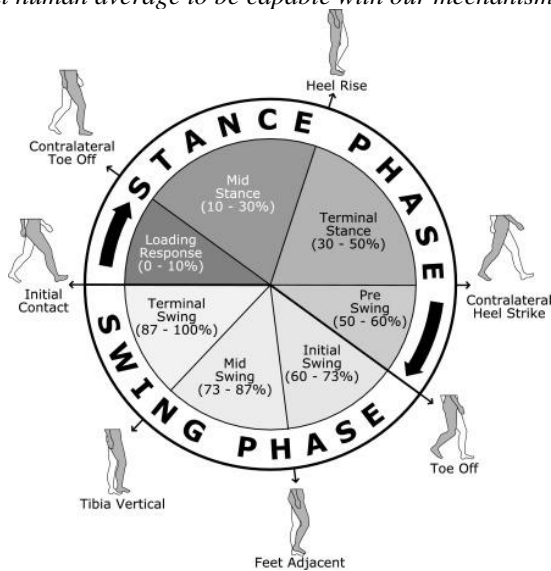 human average to be capable with our mechanism
Heel Rise
Contralateral
Toe Off
STANCE PHASE
Mid
Stance
(10 - 30%)
Terminal
Stance
(30 - 50%)
Loading
Response
(0 - 10%)
Initial
Contact
Contralateral
Heel Strike
Pre
Swing
(50 - 60%)
Terminal
Swing
(87 - 100%)
Mid
Swing
(73 - 87%)
Initial
Swing
(60 - 73%)
SWING PHASE
Toe Off
Tibia Vertical
Feet Adjacent